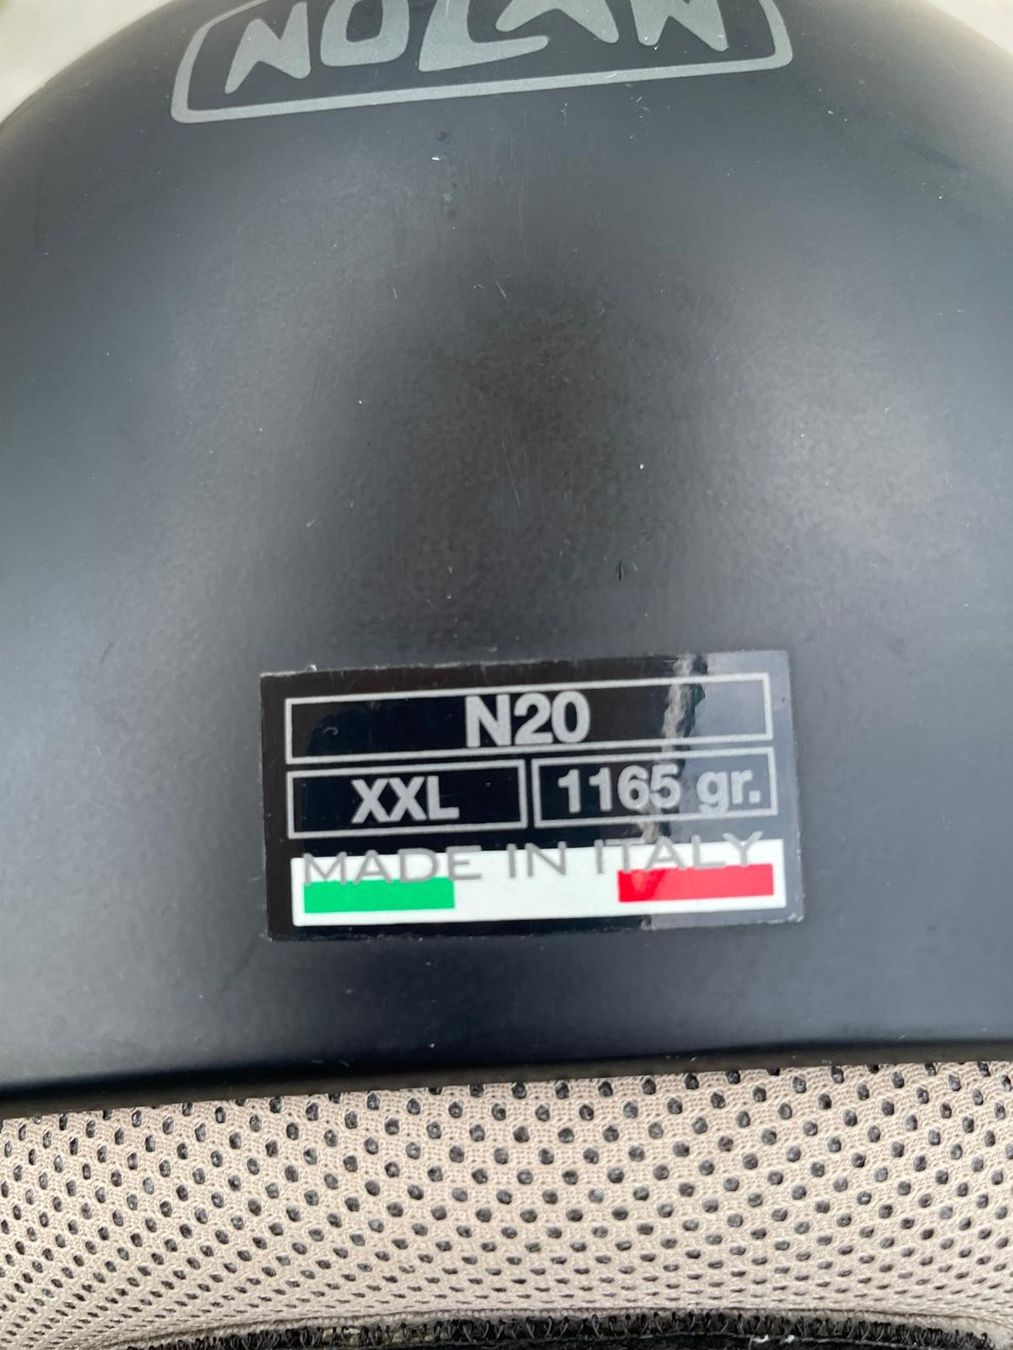 NOLAN
N20
XXL
1165 gr.
MADE IN ITALY